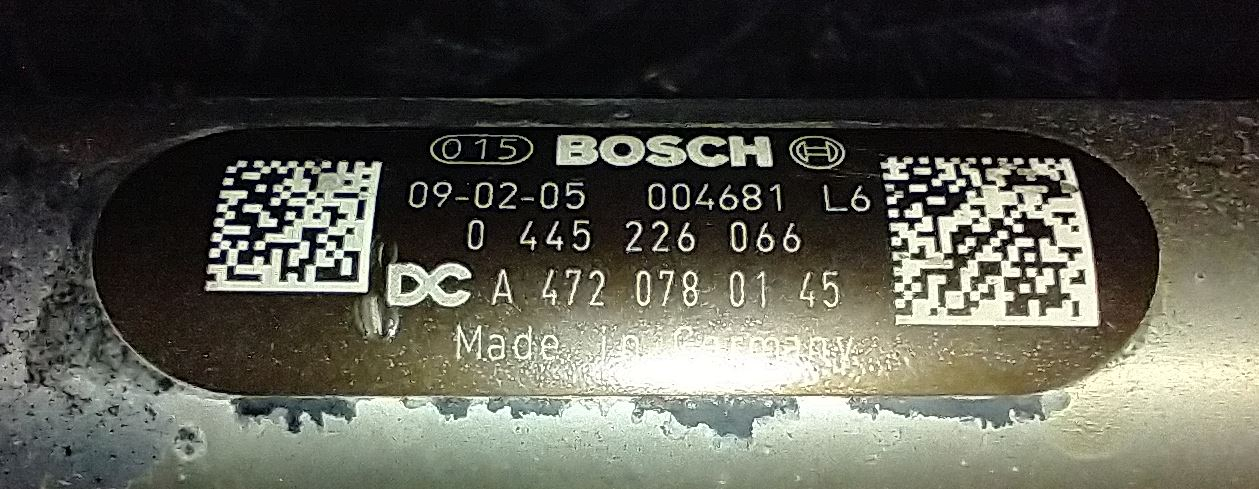 015 BOSCH
09-02-05 004681 L6
0 445 226 066
DC A 472 078 01 45
Made in Germany